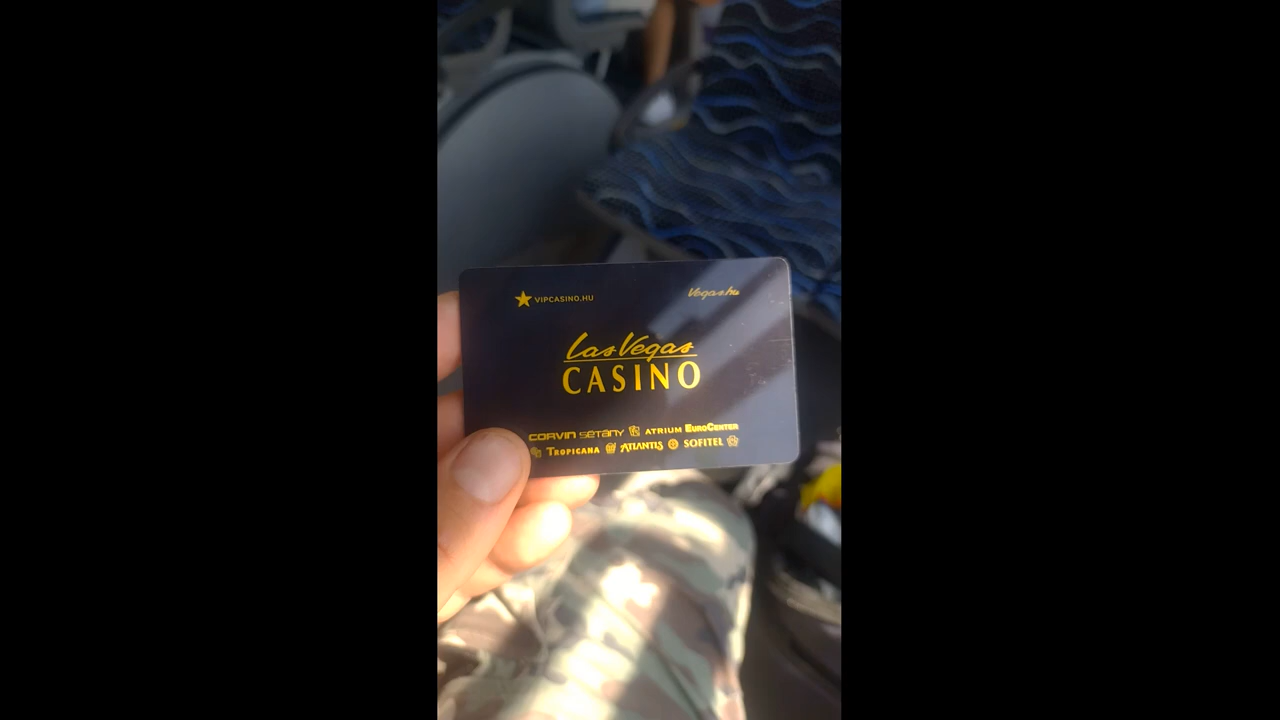 VIPCASINO.HU Vegas.hu
Las Vegas
CASINO
CORVIN SÉTÁNY ATRIUM EUROCENTER
TROPICANA ATLANTIS SOFITEL